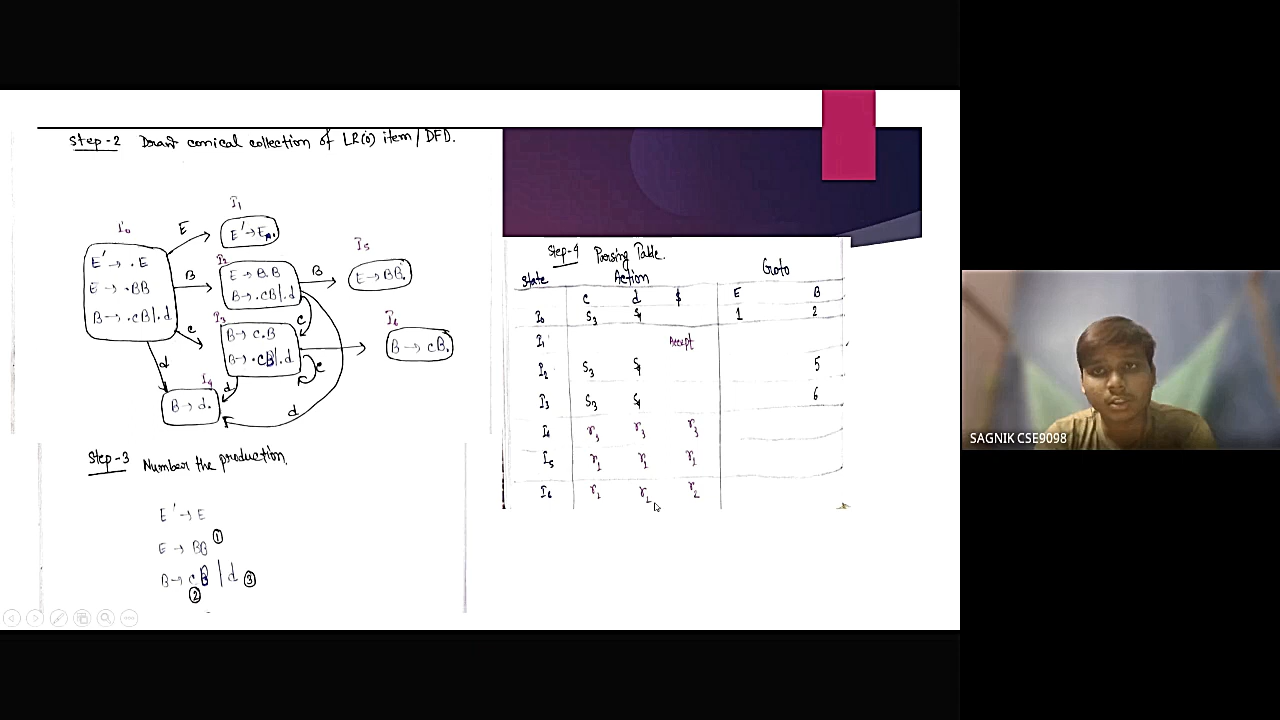 Step-2 Draw conical collection of LR(0) item/DFD.
I0
E' → .E
E → .BB
B → .cB|.d
E
B
c
d
I1
E' → E.
I2
E → B.B
B → .cB|.d
B
c
d
I3
B → c.B
B → .cB|.d
c
d
I4
B → d.
I5
E → BB.
I6
B → cB.
Step-3 Number the production.
E' → E
E → BB ①
B → cB | d ③
②
Step-4 Parsing Table.
State Action Goto
c d $ E B
I0 S3 S4 1 2
I1 Accept
I2 S3 S4 5
I3 S3 S4 6
I4 r3 r3 r3
I5 r1 r1 r1
I6 r2
SAGNIK CSE9098